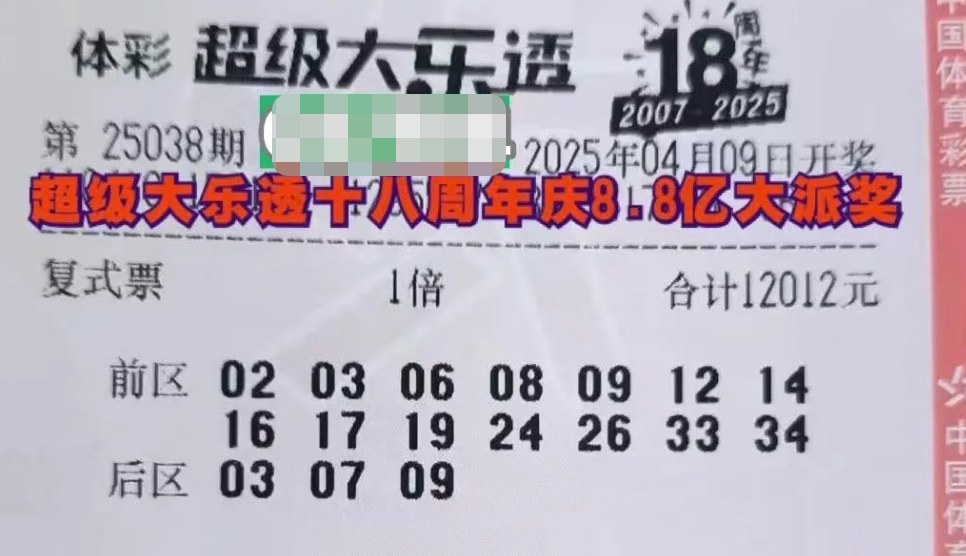 体彩 超级大乐透 18周年
2007-2025
第 25038期 2025年04月09日开奖
超级大乐透十八周年庆8.8亿大派奖
复式票 1倍 合计12012元
前区 02 03 06 08 09 12 14
16 17 19 24 26 33 34
后区 03 07 09
中国体育彩票
中国体育